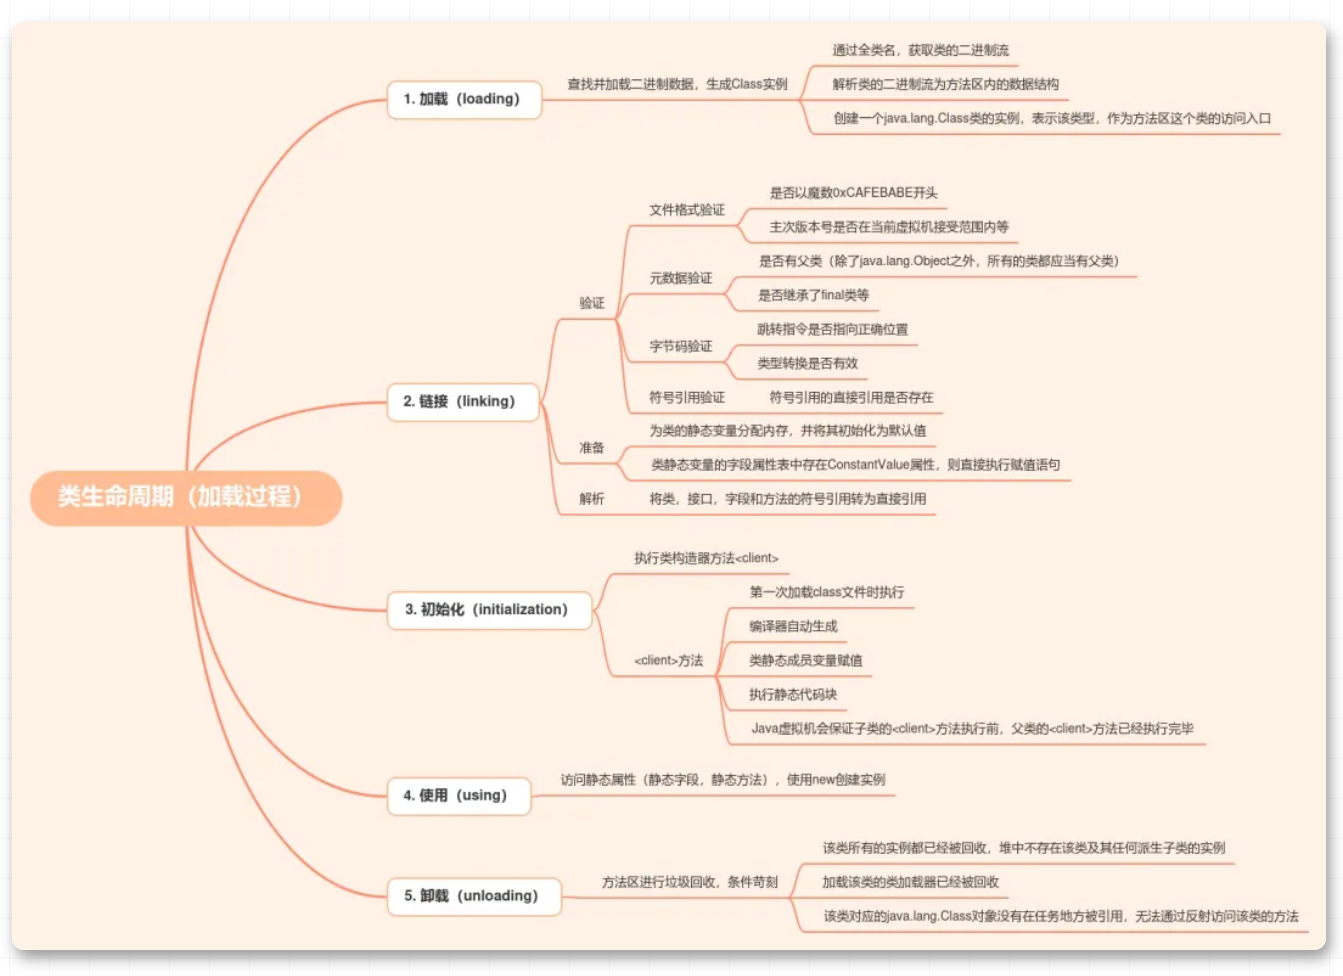 类生命周期（加载过程）
1. 加载（loading）
查找并加载二进制数据，生成Class实例
通过全类名，获取类的二进制流
解析类的二进制流为方法区内的数据结构
创建一个java.lang.Class类的实例，表示该类型，作为方法区这个类的访问入口
2. 链接（linking）
验证
文件格式验证
是否以魔数0xCAFEBABE开头
主次版本号是否在当前虚拟机接受范围内等
元数据验证
是否有父类（除了java.lang.Object之外，所有的类都应当有父类）
是否继承了final类等
字节码验证
跳转指令是否指向正确位置
类型转换是否有效
符号引用验证
符号引用的直接引用是否存在
准备
为类的静态变量分配内存，并将其初始化为默认值
类静态变量的字段属性表中存在ConstantValue属性，则直接执行赋值语句
解析
将类，接口，字段和方法的符号引用转为直接引用
3. 初始化（initialization）
执行类构造器方法<client>
<client>方法
第一次加载class文件时执行
编译器自动生成
类静态成员变量赋值
执行静态代码块
Java虚拟机会保证子类的<client>方法执行前，父类的<client>方法已经执行完毕
4. 使用（using）
访问静态属性（静态字段，静态方法），使用new创建实例
5. 卸载（unloading）
方法区进行垃圾回收，条件苛刻
该类所有的实例都已经被回收，堆中不存在该类及其任何派生子类的实例
加载该类的类加载器已经被回收
该类对应的java.lang.Class对象没有在任务地方被引用，无法通过反射访问该类的方法